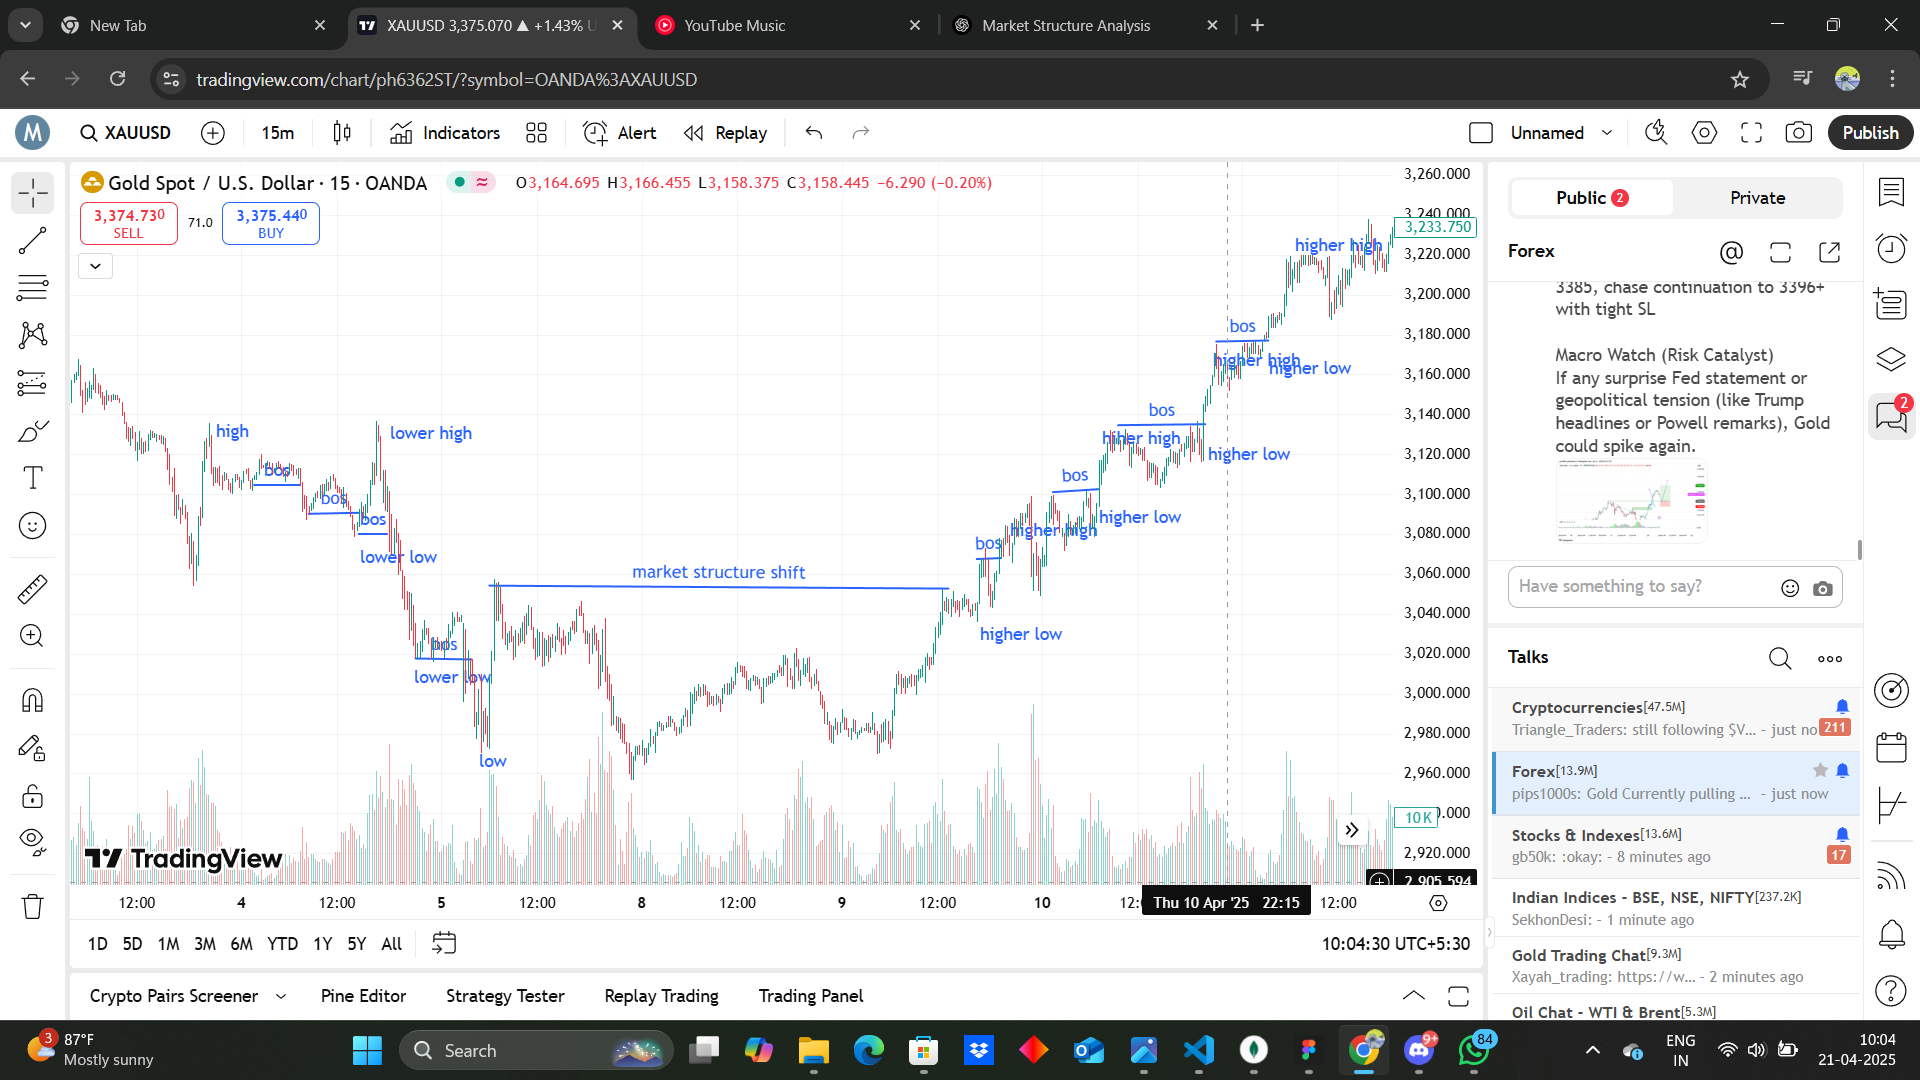 New Tab
XAUUSD 3,375.070 ▲ +1.43% U
YouTube Music
Market Structure Analysis
tradingview.com/chart/ph6362ST/?symbol=OANDA%3AXAUUSD
M
XAUUSD
15m
Indicators
Alert
Replay
Unnamed
Publish
Gold Spot / U.S. Dollar · 15 · OANDA
O3,164.695 H3,166.455 L3,158.375 C3,158.445 −6.290 (−0.20%)
3,374.730
SELL
71.0
3,375.440
BUY
high
bos
bos
bos
lower high
lower low
bos
lower low
low
market structure shift
bos
higher low
higher high
bos
higher low
hiher high
bos
higher low
bos
higher high
higher low
higher high
3,260.000
3,240.000
3,233.750
3,220.000
3,200.000
3,180.000
3,160.000
3,140.000
3,120.000
3,100.000
3,080.000
3,060.000
3,040.000
3,020.000
3,000.000
2,980.000
2,960.000
10K
2,920.000
2,905.594
TradingView
12:00
4
12:00
5
12:00
8
12:00
9
12:00
10
Thu 10 Apr '25 22:15
12:00
1D 5D 1M 3M 6M YTD 1Y 5Y All
10:04:30 UTC+5:30
Crypto Pairs Screener
Pine Editor
Strategy Tester
Replay Trading
Trading Panel
Public 2
Private
Forex
3385, chase continuation to 3396+
with tight SL
Macro Watch (Risk Catalyst)
If any surprise Fed statement or
geopolitical tension (like Trump
headlines or Powell remarks), Gold
could spike again.
Have something to say?
Talks
Cryptocurrencies[47.5M]
Triangle_Traders: still following $V... - just now
211
Forex[13.9M]
pips1000s: Gold Currently pulling ... - just now
Stocks & Indexes[13.6M]
gb50k: :okay: - 8 minutes ago
17
Indian Indices - BSE, NSE, NIFTY[237.2K]
SekhonDesi: - 1 minute ago
Gold Trading Chat[9.3M]
Xayah_trading: https://w... - 2 minutes ago
Oil Chat - WTI & Brent[5.3M]
2
3
87°F
Mostly sunny
Search
9+
84
ENG
IN
10:04
21-04-2025